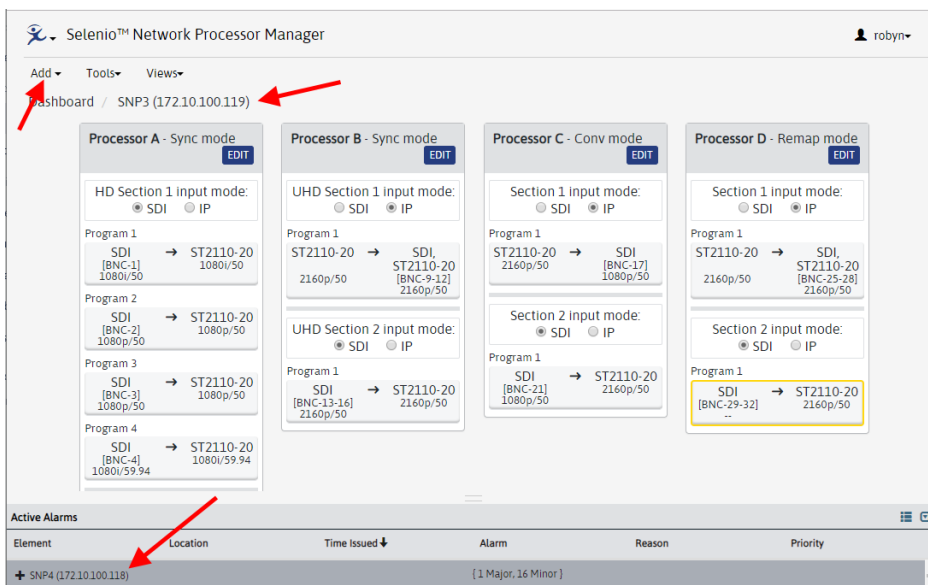 Selenio™ Network Processor Manager
robyn
Add
Tools
Views
Dashboard / SNP3 (172.10.100.119)
Processor A - Sync mode
EDIT
HD Section 1 input mode:
SDI IP
Program 1
SDI → ST2110-20
[BNC-1] 1080i/50
1080i/50
Program 2
SDI → ST2110-20
[BNC-2] 1080p/50
1080p/50
Program 3
SDI → ST2110-20
[BNC-3] 1080p/50
1080p/50
Program 4
SDI → ST2110-20
[BNC-4] 1080i/59.94
1080i/59.94
Processor B - Sync mode
EDIT
UHD Section 1 input mode:
SDI IP
Program 1
ST2110-20 → SDI,
ST2110-20
2160p/50 [BNC-9-12]
2160p/50
UHD Section 2 input mode:
SDI IP
Program 1
SDI → ST2110-20
[BNC-13-16] 2160p/50
2160p/50
Processor C - Conv mode
EDIT
Section 1 input mode:
SDI IP
Program 1
ST2110-20 → SDI
2160p/50 [BNC-17]
1080p/50
Section 2 input mode:
SDI IP
Program 1
SDI → ST2110-20
[BNC-21] 2160p/50
1080p/50
Processor D - Remap mode
EDIT
Section 1 input mode:
SDI IP
Program 1
ST2110-20 → SDI,
ST2110-20
2160p/50 [BNC-25-28]
2160p/50
Section 2 input mode:
SDI IP
Program 1
SDI → ST2110-20
[BNC-29-32] 2160p/50
--
Active Alarms
Element Location Time Issued Alarm Reason Priority
SNP4 (172.10.100.118) { 1 Major, 16 Minor }